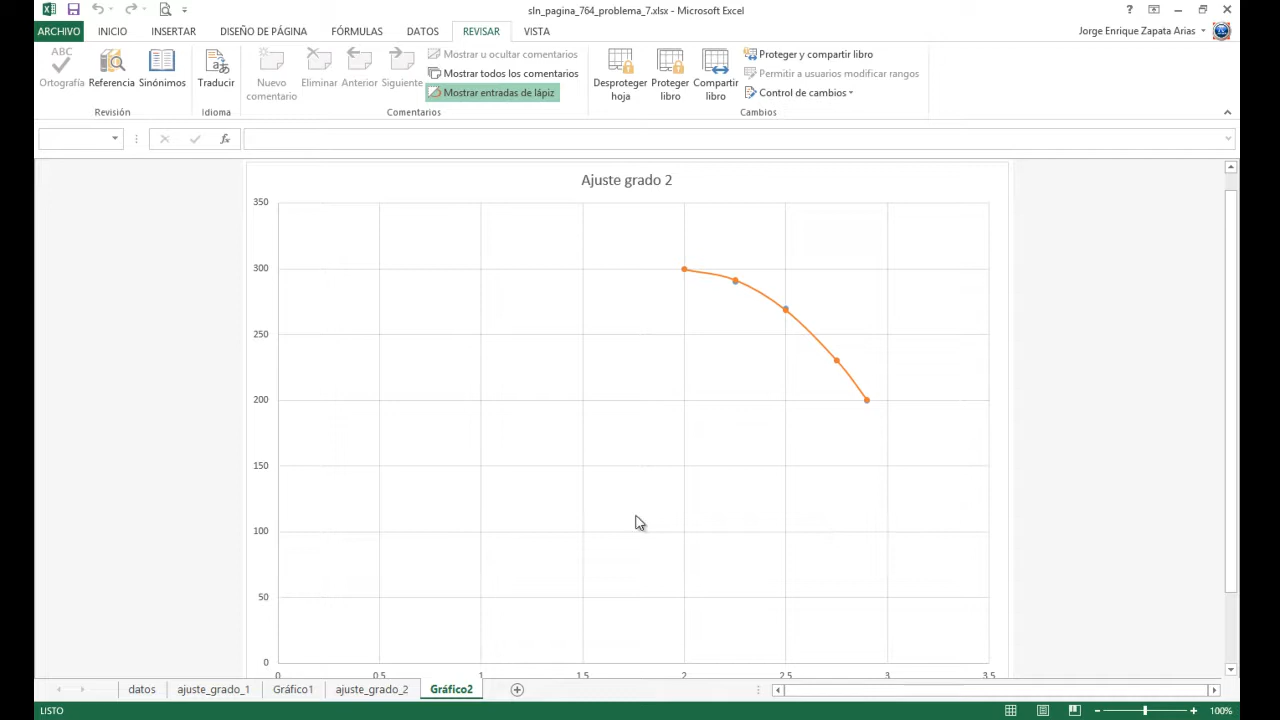 sln_pagina_764_problema_7.xlsx - Microsoft Excel
?
ARCHIVO INICIO INSERTAR DISEÑO DE PÁGINA FÓRMULAS DATOS REVISAR VISTA Jorge Enrique Zapata Arias
ABC
Ortografía
Referencia
Sinónimos
Revisión
Traducir
Idioma
Nuevo
comentario
Eliminar
Anterior
Siguiente
Mostrar u ocultar comentarios
Mostrar todos los comentarios
Mostrar entradas de lápiz
Comentarios
Desproteger
hoja
Proteger
libro
Compartir
libro
Proteger y compartir libro
Permitir a usuarios modificar rangos
Control de cambios
Cambios
fx
Ajuste grado 2
350
300
250
200
150
100
50
0
0 0.5 1 1.5 2 2.5 3 3.5
datos ajuste_grado_1 Gráfico1 ajuste_grado_2 Gráfico2
LISTO 100%